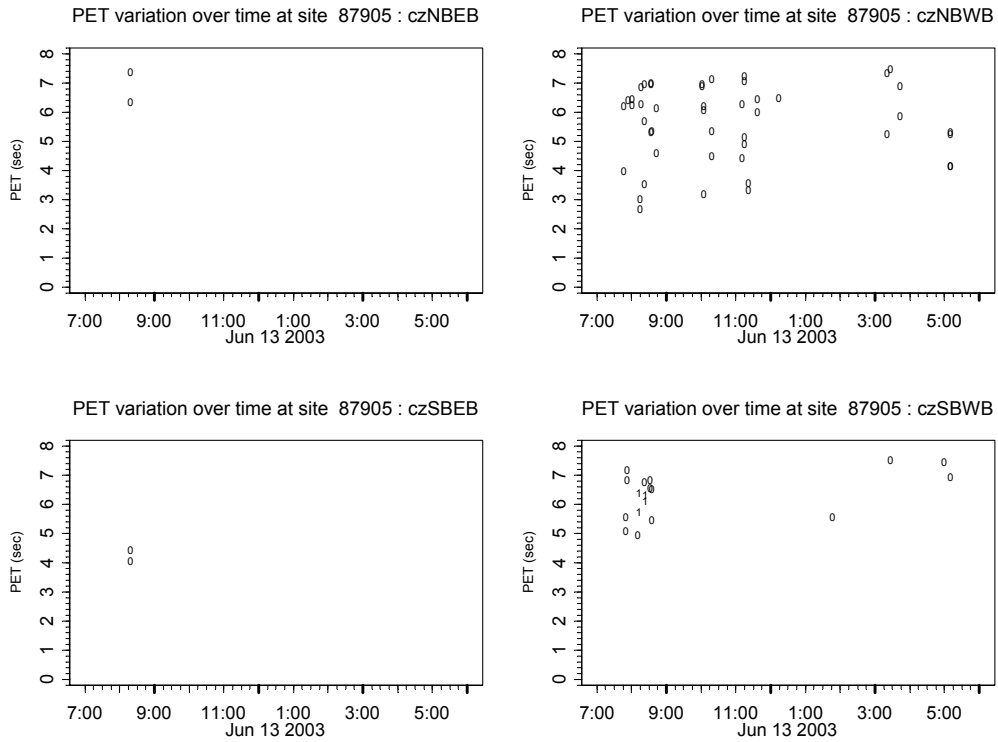 PET variation over time at site 87905 : czNBEB
PET (sec)
8
7
6
5
4
3
2
1
0
0
0
7:00 9:00 11:00 1:00 3:00 5:00
Jun 13 2003
PET variation over time at site 87905 : czNBWB
PET (sec)
8
7
6
5
4
3
2
1
0
7:00 9:00 11:00 1:00 3:00 5:00
Jun 13 2003
PET variation over time at site 87905 : czSBEB
PET (sec)
8
7
6
5
4
3
2
1
0
0
0
7:00 9:00 11:00 1:00 3:00 5:00
Jun 13 2003
PET variation over time at site 87905 : czSBWB
PET (sec)
8
7
6
5
4
3
2
1
0
7:00 9:00 11:00 1:00 3:00 5:00
Jun 13 2003